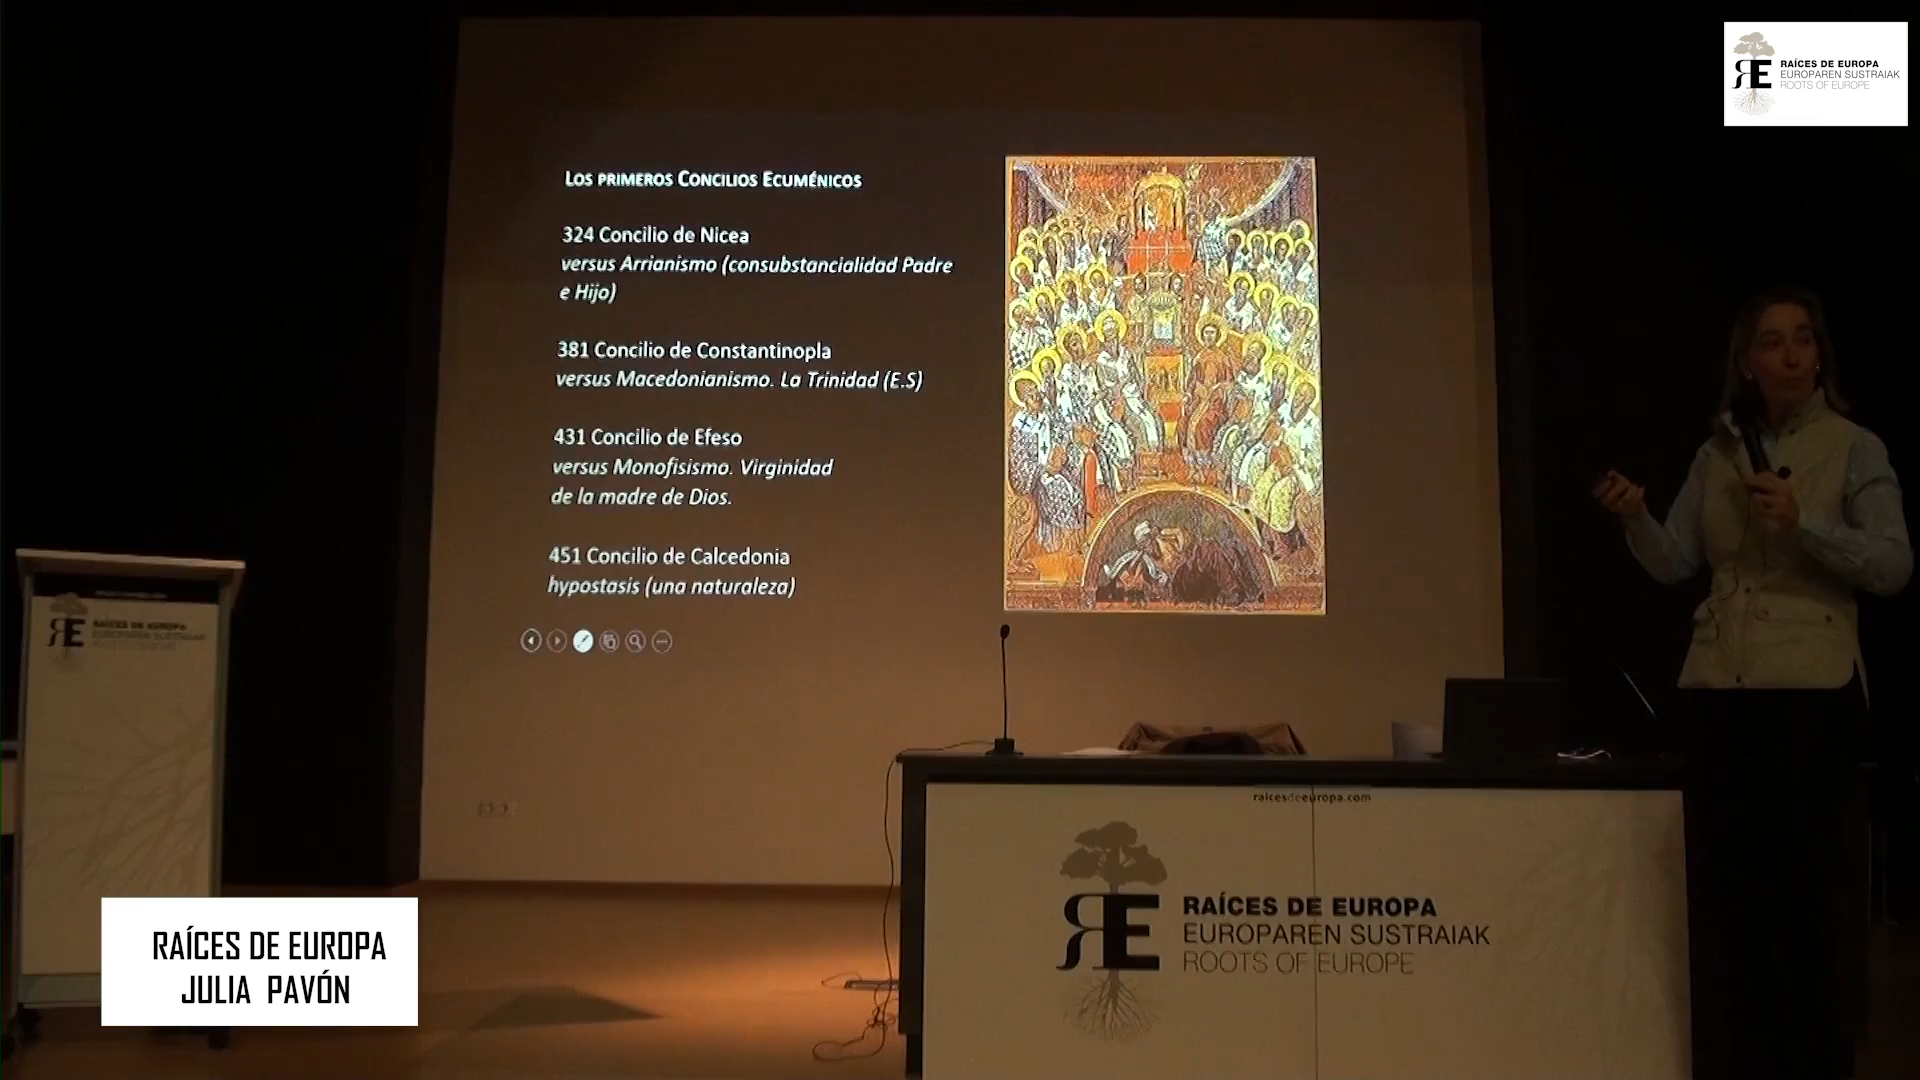 RAÍCES DE EUROPA
EUROPAREN SUSTRAIAK
ROOTS OF EUROPE
Los primeros Concilios Ecuménicos
324 Concilio de Nicea
versus Arrianismo (consubstancialidad Padre
e Hijo)
381 Concilio de Constantinopla
versus Macedonianismo. La Trinidad (E.S)
431 Concilio de Efeso
versus Monofisismo. Virginidad
de la madre de Dios.
451 Concilio de Calcedonia
hypostasis (una naturaleza)
RAÍCES DE EUROPA
EUROPAREN SUSTRAIAK
raicesdeeuropa.com
RE
RAÍCES DE EUROPA
EUROPAREN SUSTRAIAK
ROOTS OF EUROPE
RAÍCES DE EUROPA
JULIA PAVÓN